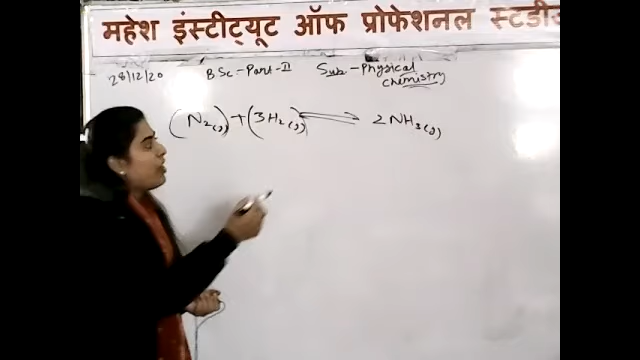 महेश इंस्टीट्यूट ऑफ प्रोफेशनल स्टडीज
28/12/20 BSc-Part-II Sub-Physical chemistry
(N2(g)) + (3H2(g)) ⇌ 2NH3(g)